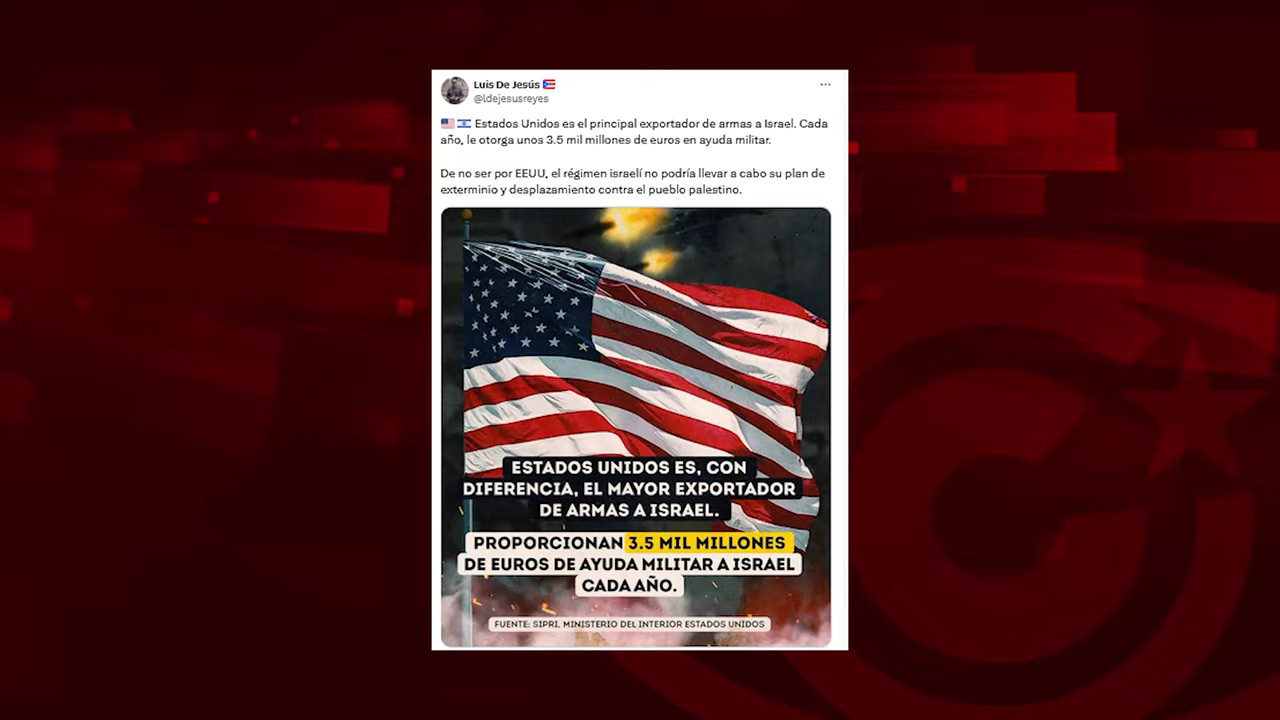 Luis De Jesús 🇵🇷
@ldejesusreyes
🇺🇸 🇮🇱 Estados Unidos es el principal exportador de armas a Israel. Cada
año, le otorga unos 3.5 mil millones de euros en ayuda militar.
De no ser por EEUU, el régimen israelí no podría llevar a cabo su plan de
exterminio y desplazamiento contra el pueblo palestino.
ESTADOS UNIDOS ES, CON
DIFERENCIA, EL MAYOR EXPORTADOR
DE ARMAS A ISRAEL.
PROPORCIONAN 3.5 MIL MILLONES
DE EUROS DE AYUDA MILITAR A ISRAEL
CADA AÑO.
FUENTE: SIPRI, MINISTERIO DEL INTERIOR ESTADOS UNIDOS